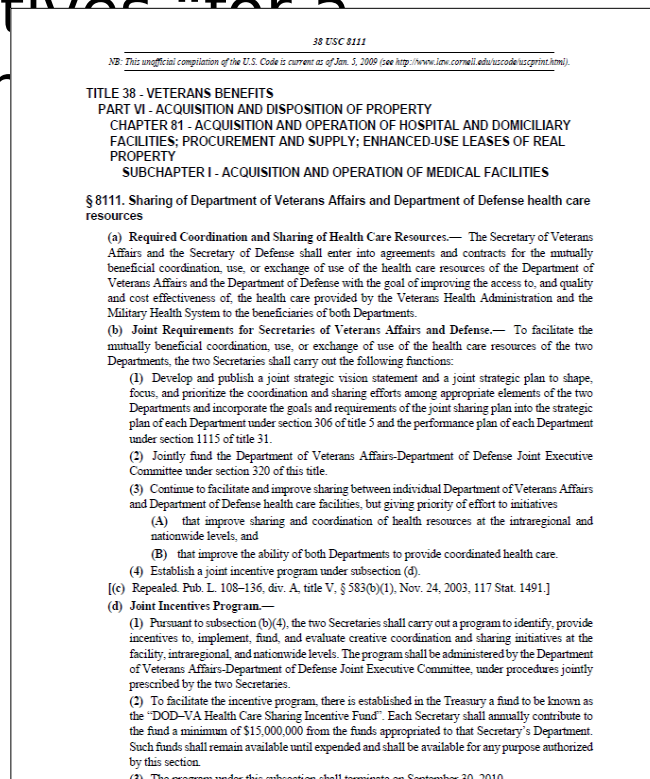 tives "for a
38 USC 8111
NB: This unofficial compilation of the U.S. Code is current as of Jan. 5, 2009 (see http://www.law.cornell.edu/uscode/uscprint.html).
TITLE 38 - VETERANS BENEFITS
PART VI - ACQUISITION AND DISPOSITION OF PROPERTY
CHAPTER 81 - ACQUISITION AND OPERATION OF HOSPITAL AND DOMICILIARY
FACILITIES; PROCUREMENT AND SUPPLY; ENHANCED-USE LEASES OF REAL
PROPERTY
SUBCHAPTER I - ACQUISITION AND OPERATION OF MEDICAL FACILITIES
§ 8111. Sharing of Department of Veterans Affairs and Department of Defense health care
resources
(a) Required Coordination and Sharing of Health Care Resources.— The Secretary of Veterans
Affairs and the Secretary of Defense shall enter into agreements and contracts for the mutually
beneficial coordination, use, or exchange of use of the health care resources of the Department of
Veterans Affairs and the Department of Defense with the goal of improving the access to, and quality
and cost effectiveness of, the health care provided by the Veterans Health Administration and the
Military Health System to the beneficiaries of both Departments.
(b) Joint Requirements for Secretaries of Veterans Affairs and Defense.— To facilitate the
mutually beneficial coordination, use, or exchange of use of the health care resources of the two
Departments, the two Secretaries shall carry out the following functions:
(1) Develop and publish a joint strategic vision statement and a joint strategic plan to shape,
focus, and prioritize the coordination and sharing efforts among appropriate elements of the two
Departments and incorporate the goals and requirements of the joint sharing plan into the strategic
plan of each Department under section 306 of title 5 and the performance plan of each Department
under section 1115 of title 31.
(2) Jointly fund the Department of Veterans Affairs-Department of Defense Joint Executive
Committee under section 320 of this title.
(3) Continue to facilitate and improve sharing between individual Department of Veterans Affairs
and Department of Defense health care facilities, but giving priority of effort to initiatives
(A) that improve sharing and coordination of health resources at the intraregional and
nationwide levels, and
(B) that improve the ability of both Departments to provide coordinated health care.
(4) Establish a joint incentive program under subsection (d).
[(c) Repealed. Pub. L. 108–136, div. A, title V, § 583(b)(1), Nov. 24, 2003, 117 Stat. 1491.]
(d) Joint Incentives Program.—
(1) Pursuant to subsection (b)(4), the two Secretaries shall carry out a program to identify, provide
incentives to, implement, fund, and evaluate creative coordination and sharing initiatives at the
facility, intraregional, and nationwide levels. The program shall be administered by the Department
of Veterans Affairs-Department of Defense Joint Executive Committee, under procedures jointly
prescribed by the two Secretaries.
(2) To facilitate the incentive program, there is established in the Treasury a fund to be known as
the “DOD–VA Health Care Sharing Incentive Fund”. Each Secretary shall annually contribute to
the fund a minimum of $15,000,000 from the funds appropriated to that Secretary’s Department.
Such funds shall remain available until expended and shall be available for any purpose authorized
by this section.
(3) The program under this subsection shall terminate on September 30, 2010